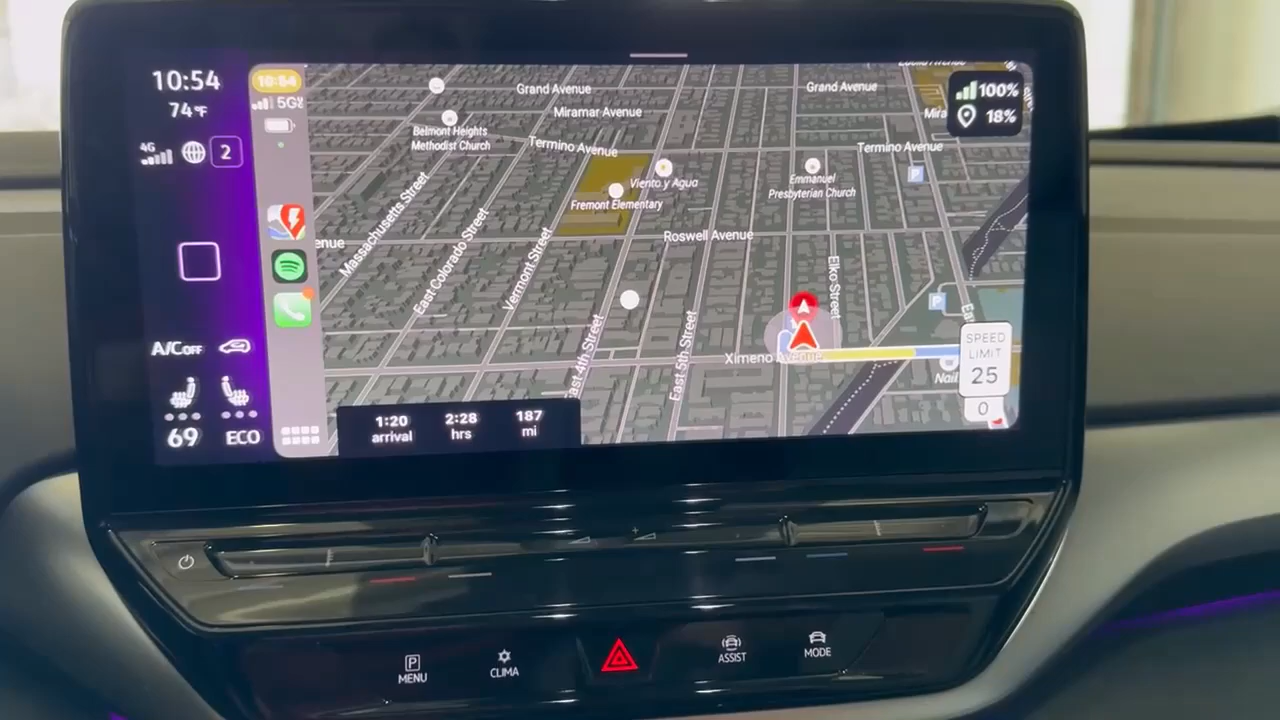 10:54
74°F
4G
2
A/C OFF
69
ECO
10:54
5G
Grand Avenue
Grand Avenue
Miramar Avenue
Mira
Belmont Heights
Methodist Church
Termino Avenue
Termino Avenue
Viento y Agua
Fremont Elementary
Emmanuel
Presbyterian Church
Massachusetts Street
East Colorado Street
Vermont Street
Roswell Avenue
enue
Elko Street
East 4th Street
East 5th Street
Ximeno Avenue
Nail
P
P
100%
18%
SPEED
LIMIT
25
0
1:20
arrival
2:28
hrs
187
mi
P
MENU
CLIMA
ASSIST
MODE